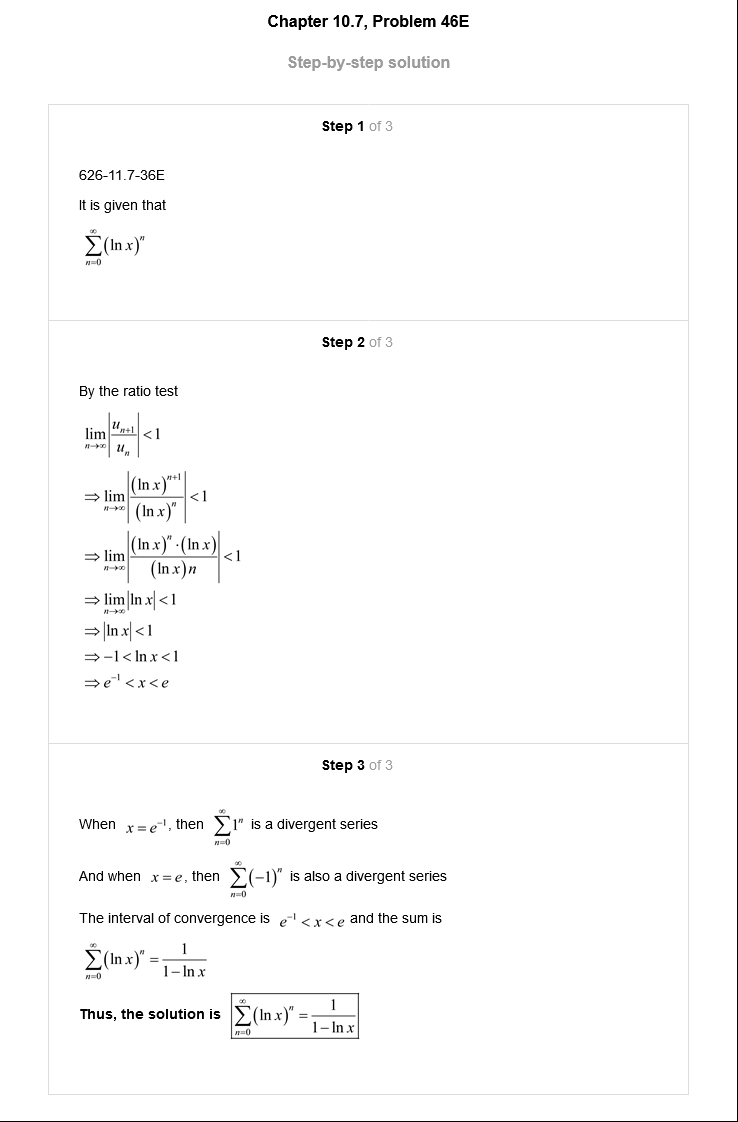 Chapter 10.7, Problem 46E
Step-by-step solution
Step 1 of 3
626-11.7-36E
It is given that
$\sum_{n=0}^{\infty}(\ln x)^n$
Step 2 of 3
By the ratio test
$\lim_{n\to\infty}\left|\frac{u_{n+1}}{u_n}\right|<1$
$\Rightarrow \lim_{n\to\infty}\left|\frac{(\ln x)^{n+1}}{(\ln x)^n}\right|<1$
$\Rightarrow \lim_{n\to\infty}\left|\frac{(\ln x)^n\cdot(\ln x)}{(\ln x)n}\right|<1$
$\Rightarrow \lim_{n\to\infty}|\ln x|<1$
$\Rightarrow |\ln x|<1$
$\Rightarrow -1<\ln x<1$
$\Rightarrow e^{-1}<x<e$
Step 3 of 3
When $x=e^{-1}$, then $\sum_{n=0}^{\infty}1^n$ is a divergent series
And when $x=e$, then $\sum_{n=0}^{\infty}(-1)^n$ is also a divergent series
The interval of convergence is $e^{-1}<x<e$ and the sum is
$\sum_{n=0}^{\infty}(\ln x)^n=\frac{1}{1-\ln x}$
Thus, the solution is $\sum_{n=0}^{\infty}(\ln x)^n=\frac{1}{1-\ln x}$